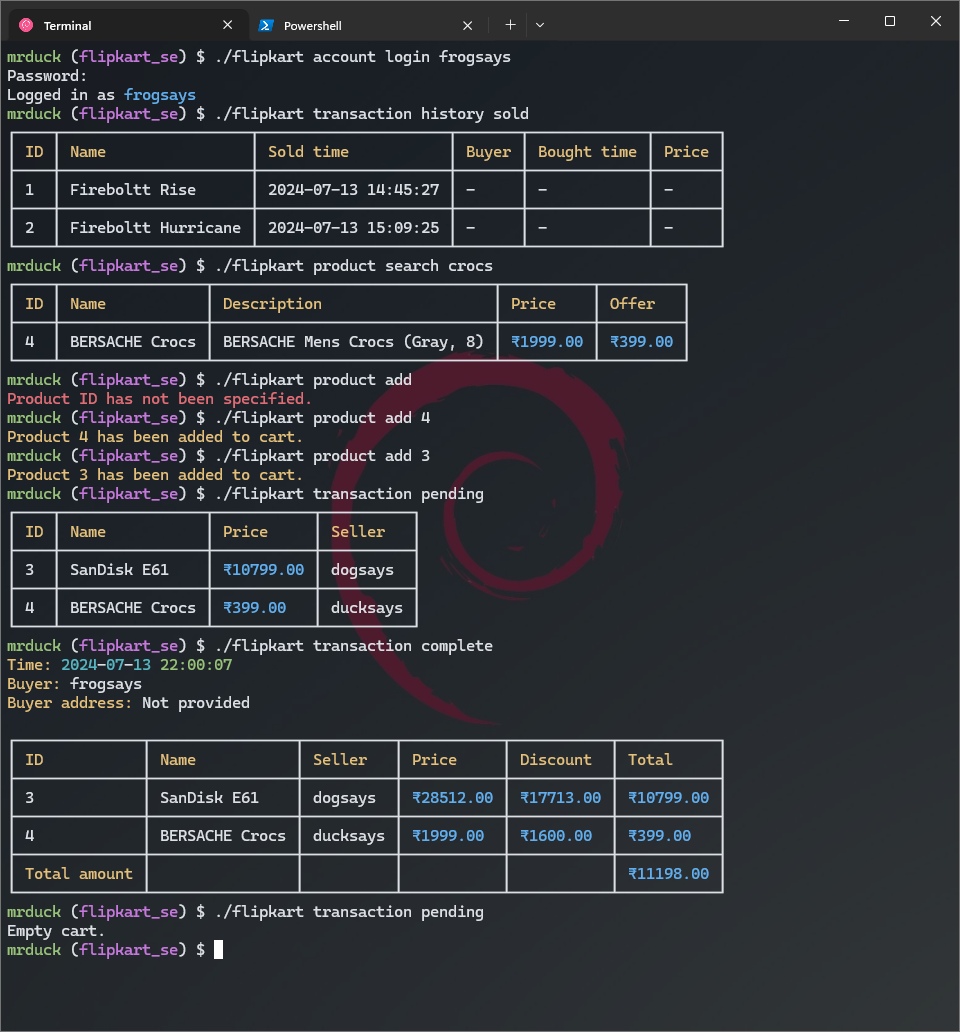 Terminal
Powershell
mrduck (flipkart_se) $ ./flipkart account login frogsays
Password:
Logged in as frogsays
mrduck (flipkart_se) $ ./flipkart transaction history sold
ID Name Sold time Buyer Bought time Price
1 Fireboltt Rise 2024-07-13 14:45:27 - - -
2 Fireboltt Hurricane 2024-07-13 15:09:25 - - -
mrduck (flipkart_se) $ ./flipkart product search crocs
ID Name Description Price Offer
4 BERSACHE Crocs BERSACHE Mens Crocs (Gray, 8) ₹1999.00 ₹399.00
mrduck (flipkart_se) $ ./flipkart product add
Product ID has not been specified.
mrduck (flipkart_se) $ ./flipkart product add 4
Product 4 has been added to cart.
mrduck (flipkart_se) $ ./flipkart product add 3
Product 3 has been added to cart.
mrduck (flipkart_se) $ ./flipkart transaction pending
ID Name Price Seller
3 SanDisk E61 ₹10799.00 dogsays
4 BERSACHE Crocs ₹399.00 ducksays
mrduck (flipkart_se) $ ./flipkart transaction complete
Time: 2024-07-13 22:00:07
Buyer: frogsays
Buyer address: Not provided
ID Name Seller Price Discount Total
3 SanDisk E61 dogsays ₹28512.00 ₹17713.00 ₹10799.00
4 BERSACHE Crocs ducksays ₹1999.00 ₹1600.00 ₹399.00
Total amount ₹11198.00
mrduck (flipkart_se) $ ./flipkart transaction pending
Empty cart.
mrduck (flipkart_se) $